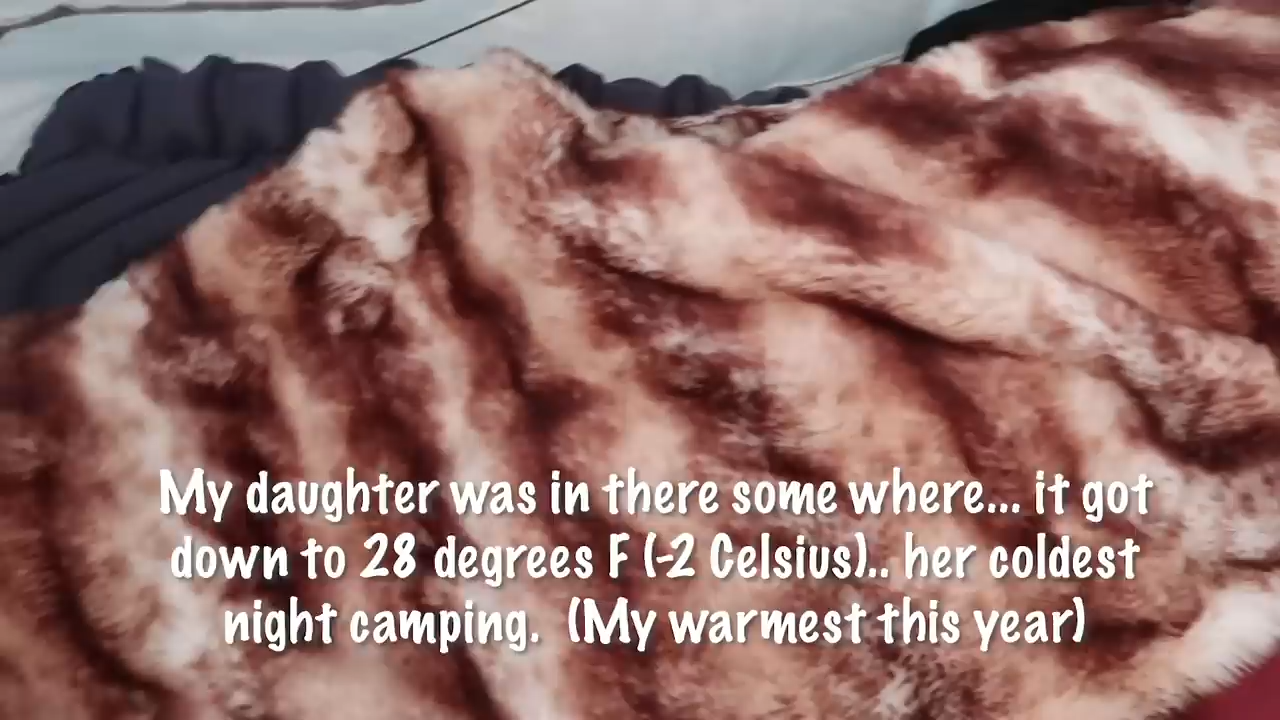 My daughter was in there some where... it got
down to 28 degrees F (-2 Celsius).. her coldest
night camping.  (My warmest this year)